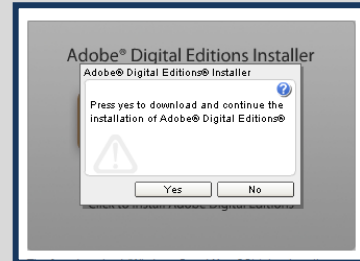 Adobe® Digital Editions Installer
Adobe® Digital Editions® Installer
?
Press yes to download and continue the
installation of Adobe® Digital Editions®
Yes No
Click to Install Adobe Digital Editions